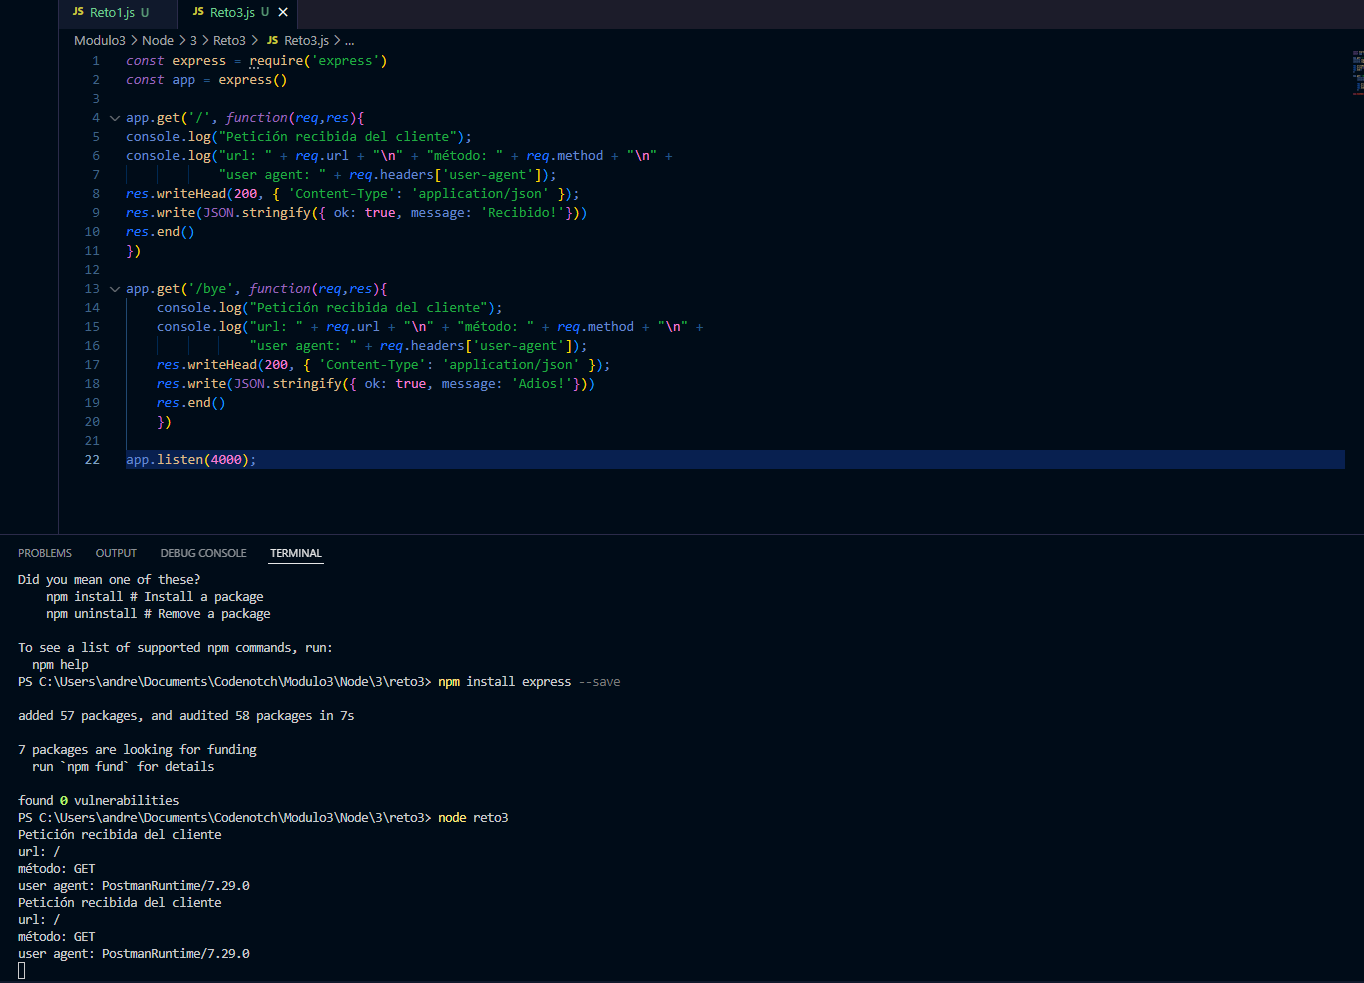 JS Reto1.js U JS Reto3.js U ×
Modulo3 > Node > 3 > Reto3 > JS Reto3.js > ...
1 const express = require('express')
2 const app = express()
3
4 app.get('/', function(req,res){
5 console.log("Petición recibida del cliente");
6 console.log("url: " + req.url + "\n" + "método: " + req.method + "\n" +
7 "user agent: " + req.headers['user-agent']);
8 res.writeHead(200, { 'Content-Type': 'application/json' });
9 res.write(JSON.stringify({ ok: true, message: 'Recibido!'}))
10 res.end()
11 })
12
13 app.get('/bye', function(req,res){
14 console.log("Petición recibida del cliente");
15 console.log("url: " + req.url + "\n" + "método: " + req.method + "\n" +
16 "user agent: " + req.headers['user-agent']);
17 res.writeHead(200, { 'Content-Type': 'application/json' });
18 res.write(JSON.stringify({ ok: true, message: 'Adios!'}))
19 res.end()
20 })
21
22 app.listen(4000);
PROBLEMS OUTPUT DEBUG CONSOLE TERMINAL
Did you mean one of these?
npm install # Install a package
npm uninstall # Remove a package
To see a list of supported npm commands, run:
npm help
PS C:\Users\andre\Documents\Codenotch\Modulo3\Node\3\reto3> npm install express --save
added 57 packages, and audited 58 packages in 7s
7 packages are looking for funding
run `npm fund` for details
found 0 vulnerabilities
PS C:\Users\andre\Documents\Codenotch\Modulo3\Node\3\reto3> node reto3
Petición recibida del cliente
url: /
método: GET
user agent: PostmanRuntime/7.29.0
Petición recibida del cliente
url: /
método: GET
user agent: PostmanRuntime/7.29.0